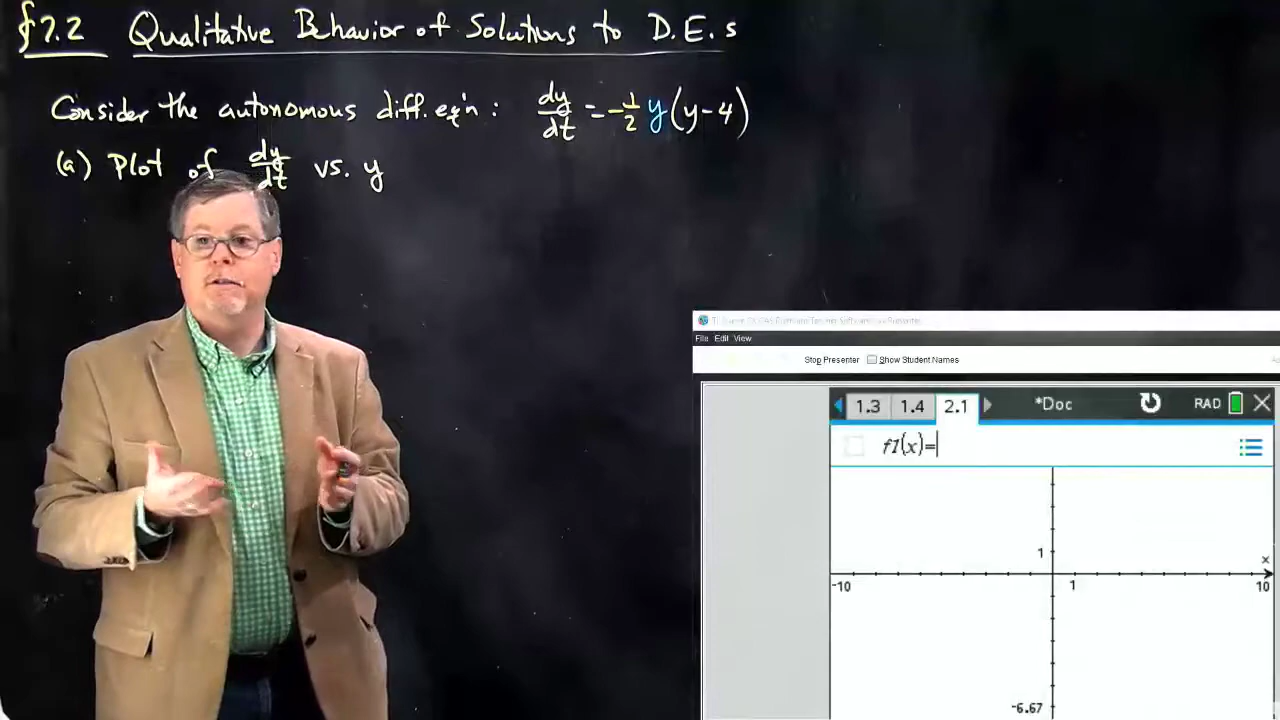 §7.2 Qualitative Behavior of Solutions to D.E.s
Consider the autonomous diff. eq'n: dy/dt = -1/2 y(y-4)
(a) Plot of dy/dt vs. y
File Edit View
Stop Presenter Show Student Names
1.3 1.4 2.1 *Doc RAD
f1(x)=
1
x
-10 1 10
-6.67